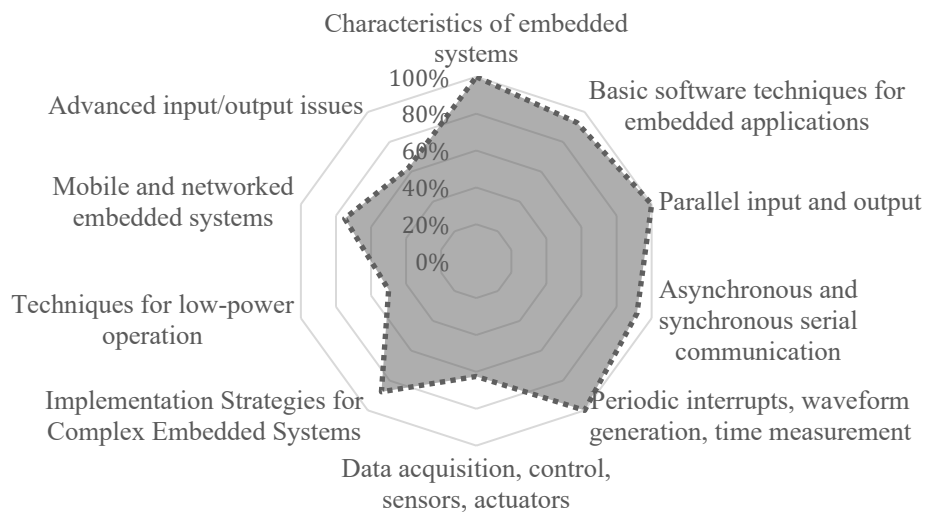 Characteristics of embedded
systems
100%
80%
60%
40%
20%
0%
Basic software techniques for
embedded applications
Parallel input and output
Asynchronous and
synchronous serial
communication
Periodic interrupts, waveform
generation, time measurement
Data acquisition, control,
sensors, actuators
Implementation Strategies for
Complex Embedded Systems
Techniques for low-power
operation
Mobile and networked
embedded systems
Advanced input/output issues